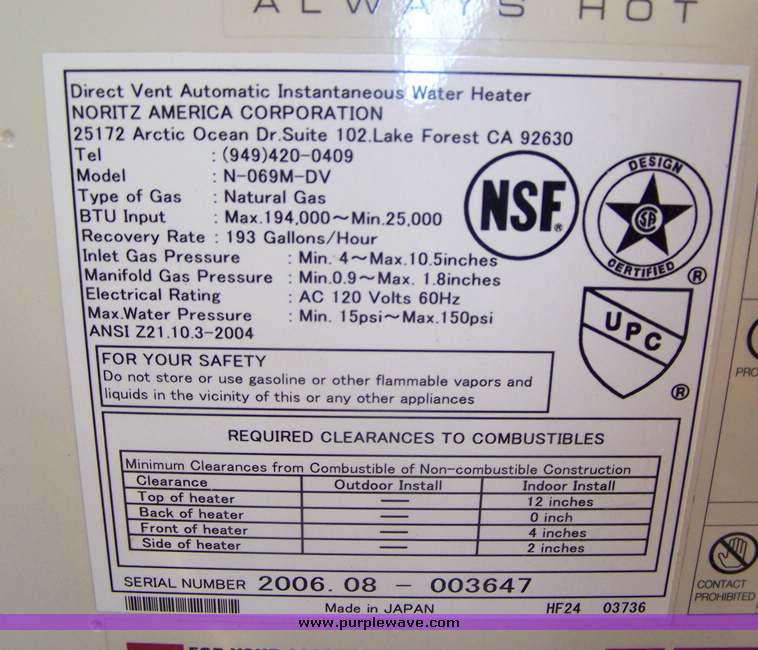 ALWAYS HOT
Direct Vent Automatic Instantaneous Water Heater
NORITZ AMERICA CORPORATION
25172 Arctic Ocean Dr.Suite 102.Lake Forest CA 92630
Tel : (949)420-0409
Model : N-069M-DV
Type of Gas : Natural Gas
BTU Input : Max.194,000~Min.25,000
Recovery Rate : 193 Gallons/Hour
Inlet Gas Pressure : Min. 4~Max.10.5inches
Manifold Gas Pressure : Min.0.9~Max. 1.8inches
Electrical Rating : AC 120 Volts 60Hz
Max.Water Pressure : Min. 15psi~Max.150psi
ANSI Z21.10.3-2004
NSF®
DESIGN
CERTIFIED ®
UPC ®
FOR YOUR SAFETY
Do not store or use gasoline or other flammable vapors and
liquids in the vicinity of this or any other appliances
REQUIRED CLEARANCES TO COMBUSTIBLES
Minimum Clearances from Combustible of Non-combustible Construction
Clearance Outdoor Install Indoor Install
Top of heater — 12 inches
Back of heater — 0 inch
Front of heater — 4 inches
Side of heater — 2 inches
SERIAL NUMBER 2006.08 - 003647
Made in JAPAN HF24 03736
CONTACT
PROHIBITED
www.purplewave.com